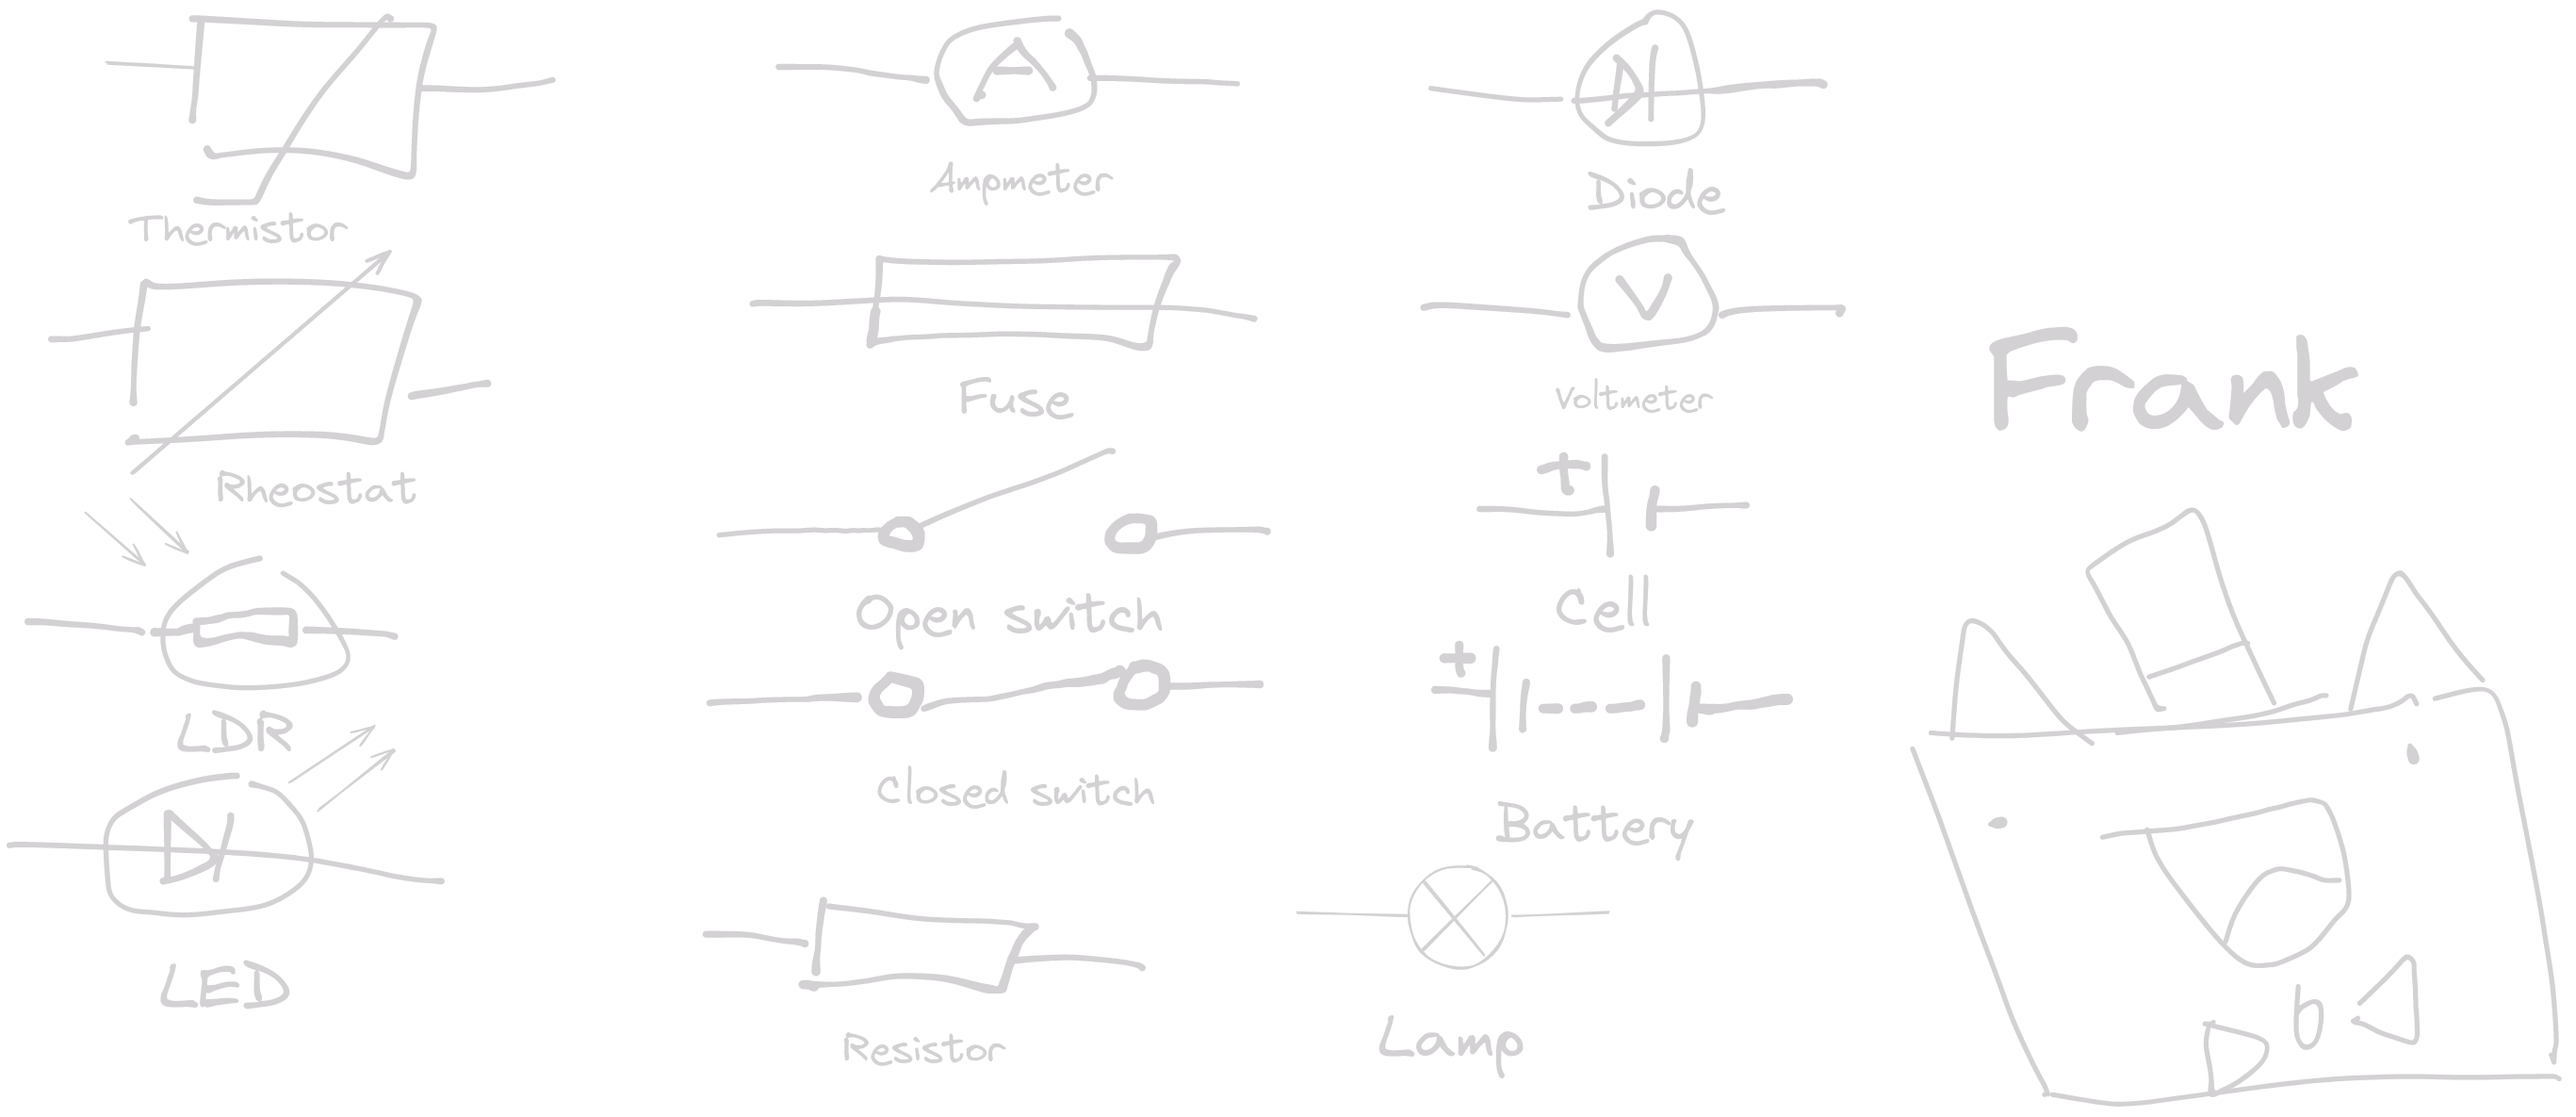 A
Ampmeter
Diode
Thermistor
V
Fuse
Voltmeter
Frank
Rheostat
+
Open switch
Cell
+
LDR
Closed switch
Battery
LED
Resistor
Lamp